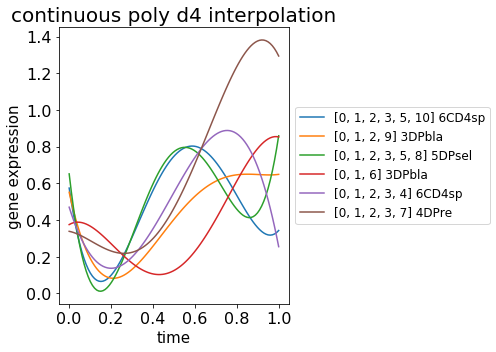 continuous poly d4 interpolation
1.4
1.2
1.0
0.8
0.6
0.4
0.2
0.0
gene expression
0.0 0.2 0.4 0.6 0.8 1.0
time
[0, 1, 2, 3, 5, 10] 6CD4sp
[0, 1, 2, 9] 3DPbla
[0, 1, 2, 3, 5, 8] 5DPsel
[0, 1, 6] 3DPbla
[0, 1, 2, 3, 4] 6CD4sp
[0, 1, 2, 3, 7] 4DPre